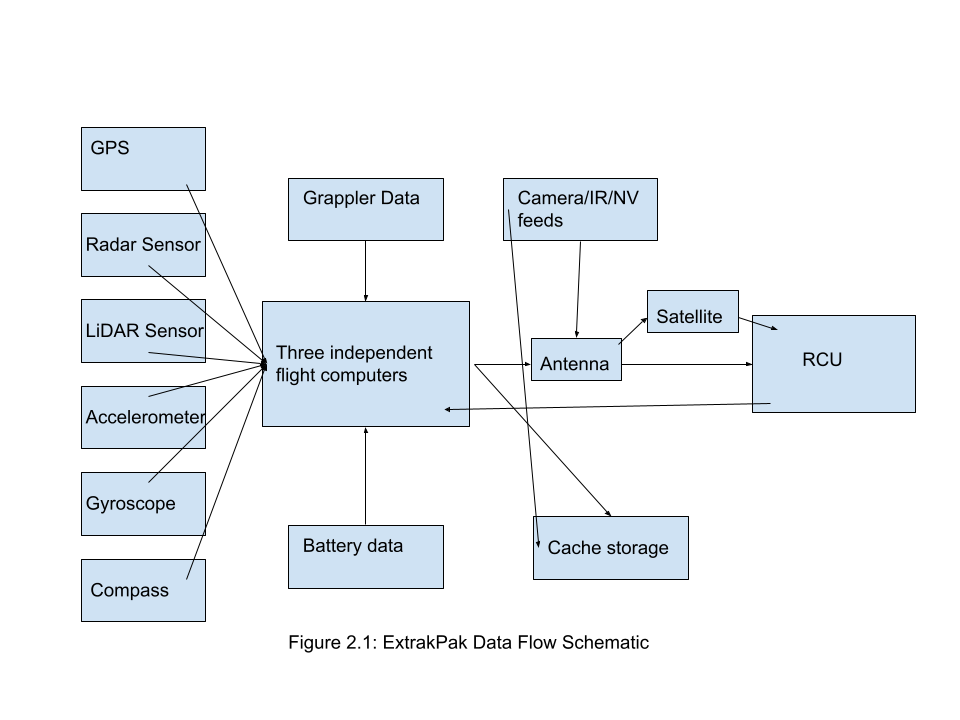 GPS
Radar Sensor
LiDAR Sensor
Accelerometer
Gyroscope
Compass
Grappler Data
Three independent
flight computers
Battery data
Camera/IR/NV
feeds
Antenna
Satellite
RCU
Cache storage
Figure 2.1: ExtrakPak Data Flow Schematic